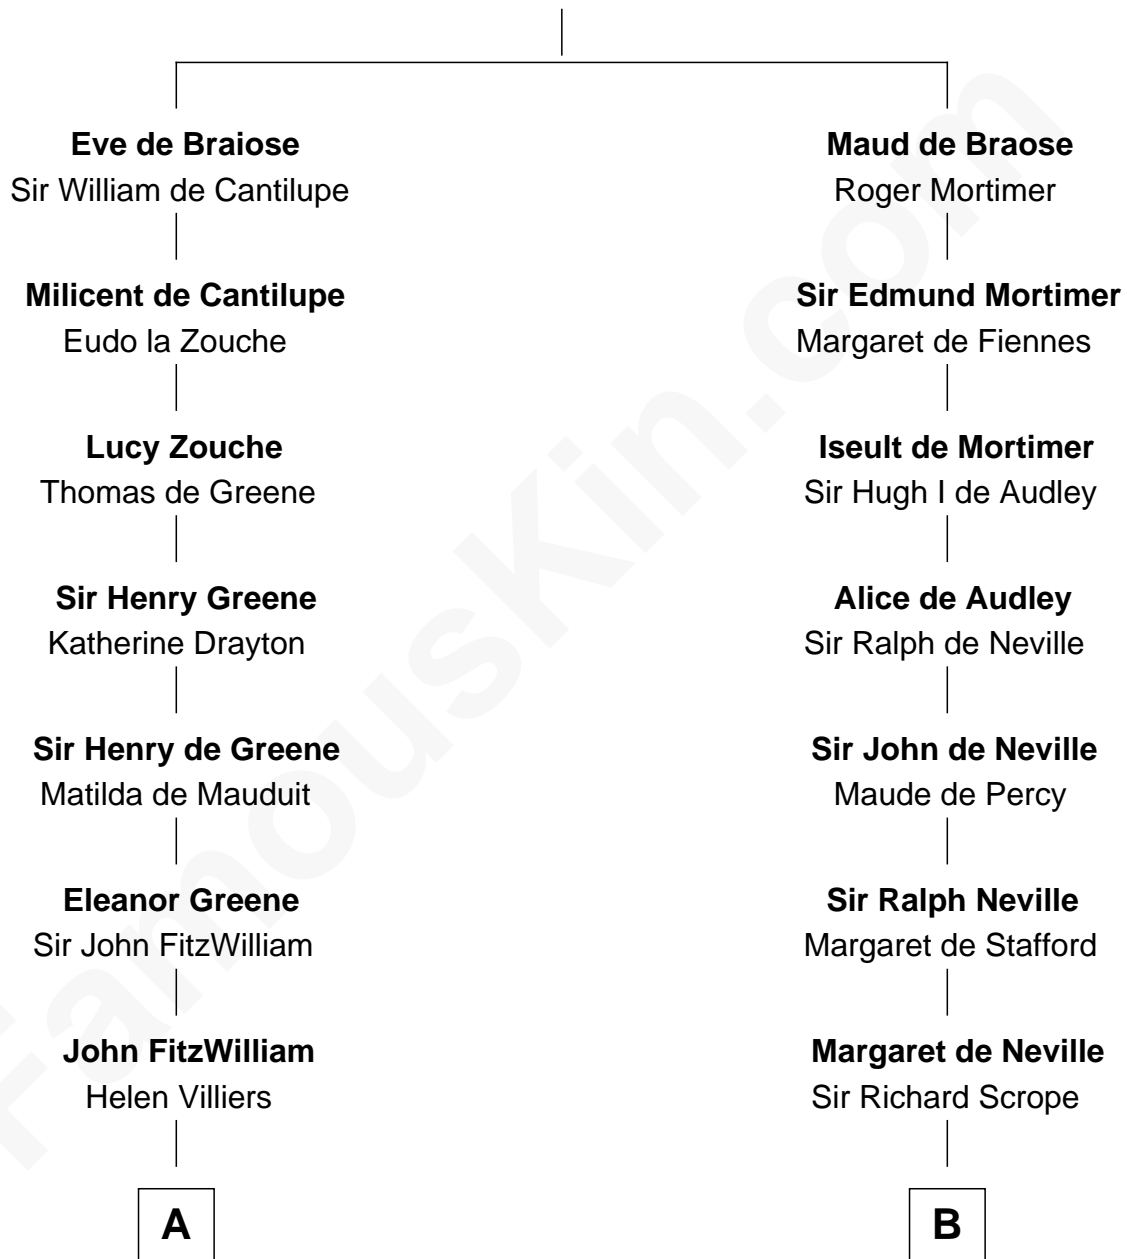 Eve de Braiose
Sir William de Cantilupe
Milicent de Cantilupe
Eudo la Zouche
Lucy Zouche
Thomas de Greene
Sir Henry Greene
Katherine Drayton
Sir Henry de Greene
Matilda de Mauduit
Eleanor Greene
Sir John FitzWilliam
John FitzWilliam
Helen Villiers
A
Maud de Braose
Roger Mortimer
Sir Edmund Mortimer
Margaret de Fiennes
Iseult de Mortimer
Sir Hugh I de Audley
Alice de Audley
Sir Ralph de Neville
Sir John de Neville
Maude de Percy
Sir Ralph Neville
Margaret de Stafford
Margaret de Neville
Sir Richard Scrope
B
FamousKin.com